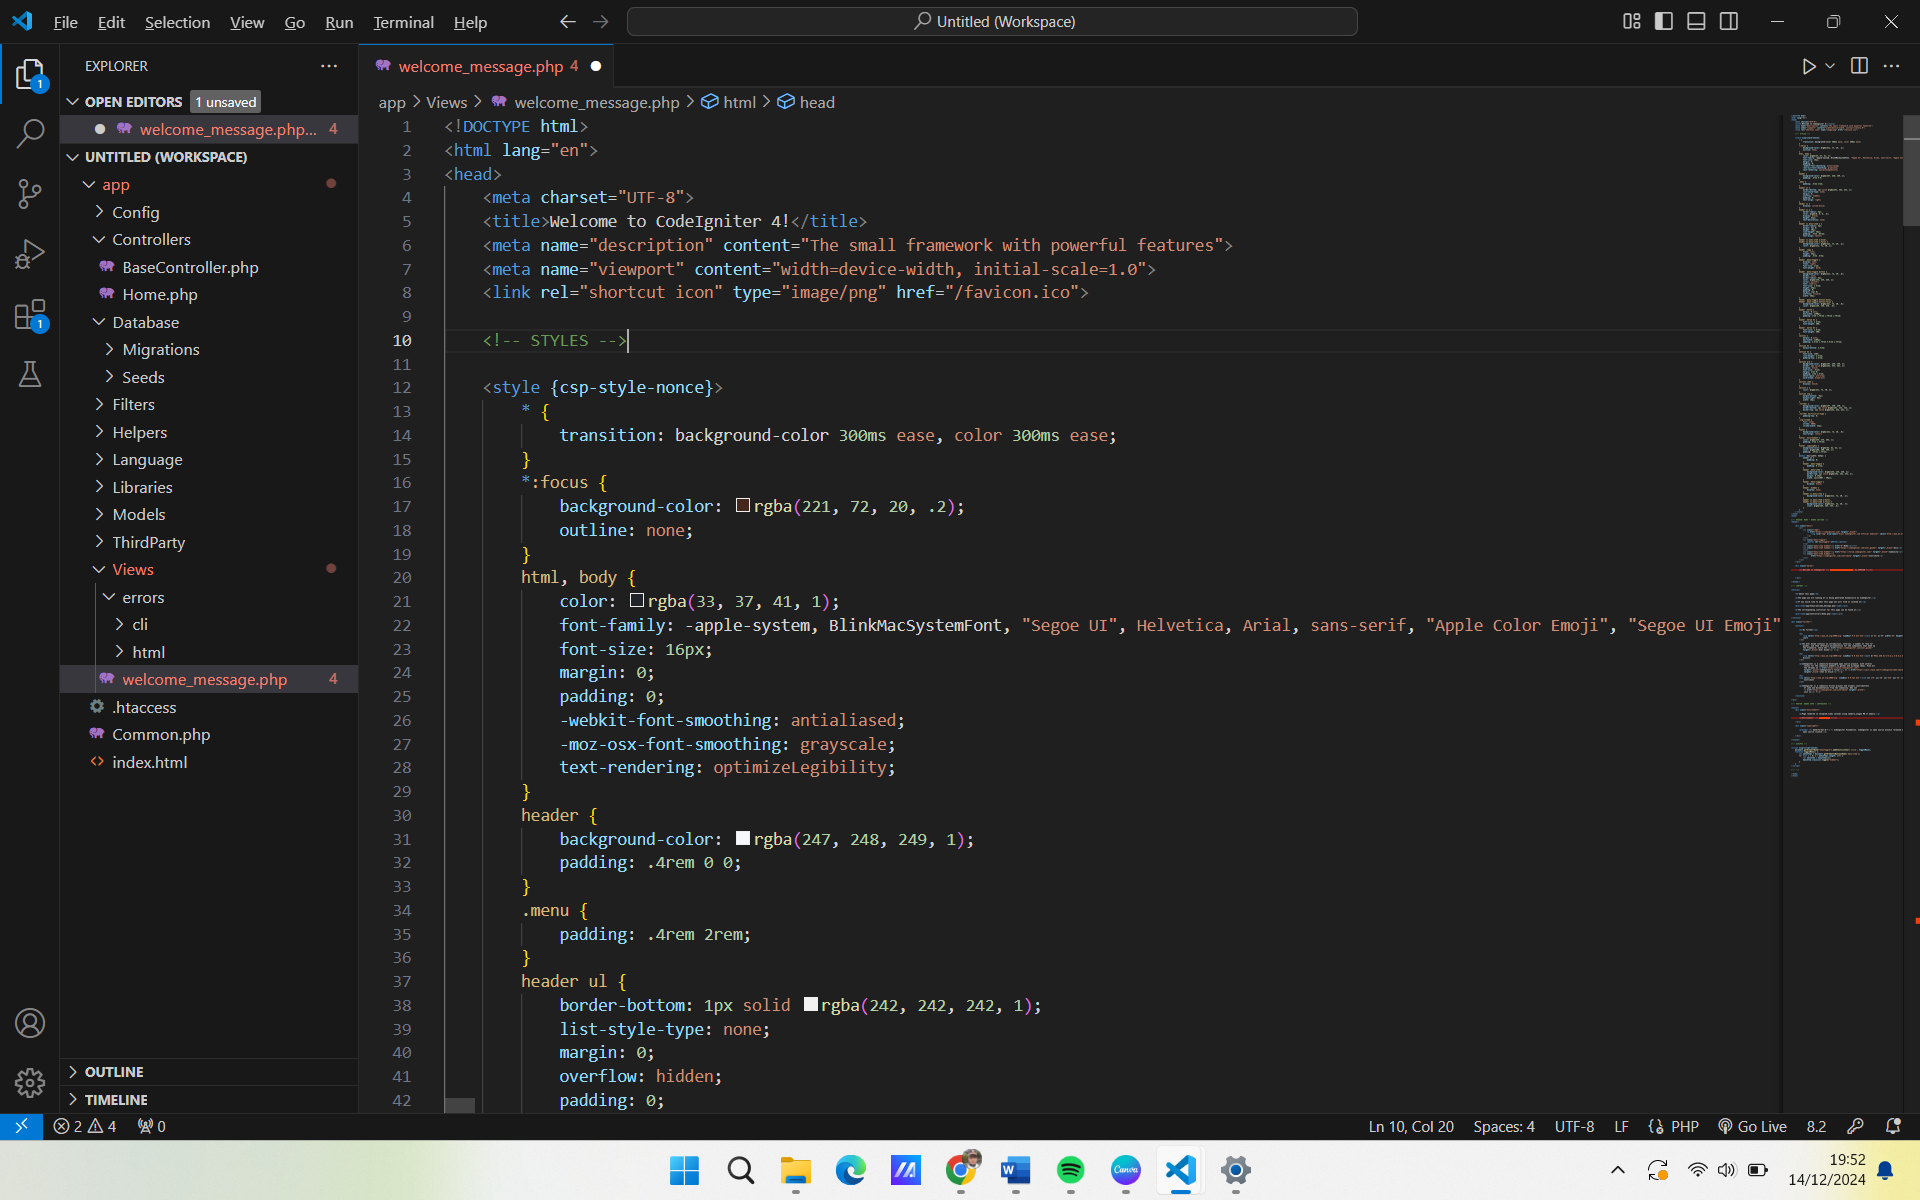 File Edit Selection View Go Run Terminal Help
Untitled (Workspace)
EXPLORER
OPEN EDITORS 1 unsaved
welcome_message.php... 4
UNTITLED (WORKSPACE)
app
Config
Controllers
BaseController.php
Home.php
Database
Migrations
Seeds
Filters
Helpers
Language
Libraries
Models
ThirdParty
Views
errors
cli
html
welcome_message.php 4
.htaccess
Common.php
index.html
OUTLINE
TIMELINE
1
1
welcome_message.php 4
app > Views > welcome_message.php > html > head
1 <!DOCTYPE html>
2 <html lang="en">
3 <head>
4 <meta charset="UTF-8">
5 <title>Welcome to CodeIgniter 4!</title>
6 <meta name="description" content="The small framework with powerful features">
7 <meta name="viewport" content="width=device-width, initial-scale=1.0">
8 <link rel="shortcut icon" type="image/png" href="/favicon.ico">
9
10 <!-- STYLES -->
11
12 <style {csp-style-nonce}>
13 * {
14 transition: background-color 300ms ease, color 300ms ease;
15 }
16 *:focus {
17 background-color: rgba(221, 72, 20, .2);
18 outline: none;
19 }
20 html, body {
21 color: rgba(33, 37, 41, 1);
22 font-family: -apple-system, BlinkMacSystemFont, "Segoe UI", Helvetica, Arial, sans-serif, "Apple Color Emoji", "Segoe UI Emoji"
23 font-size: 16px;
24 margin: 0;
25 padding: 0;
26 -webkit-font-smoothing: antialiased;
27 -moz-osx-font-smoothing: grayscale;
28 text-rendering: optimizeLegibility;
29 }
30 header {
31 background-color: rgba(247, 248, 249, 1);
32 padding: .4rem 0 0;
33 }
34 .menu {
35 padding: .4rem 2rem;
36 }
37 header ul {
38 border-bottom: 1px solid rgba(242, 242, 242, 1);
39 list-style-type: none;
40 margin: 0;
41 overflow: hidden;
42 padding: 0;
2 4 0
Ln 10, Col 20 Spaces: 4 UTF-8 LF {} PHP Go Live 8.2
Canva
19:52
14/12/2024